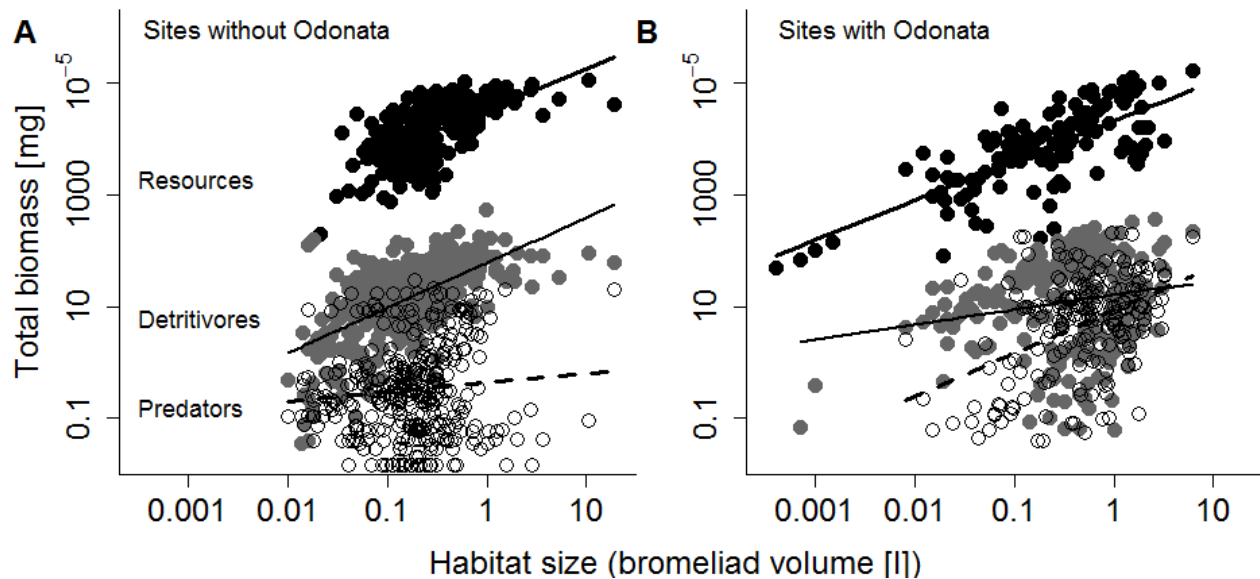 A Sites without Odonata
B Sites with Odonata
Total biomass [mg]
10^-5
1000
10
0.1
Resources
Detritivores
Predators
10^-5
1000
10
0.1
0.001 0.01 0.1 1 10
0.001 0.01 0.1 1 10
Habitat size (bromeliad volume [l])